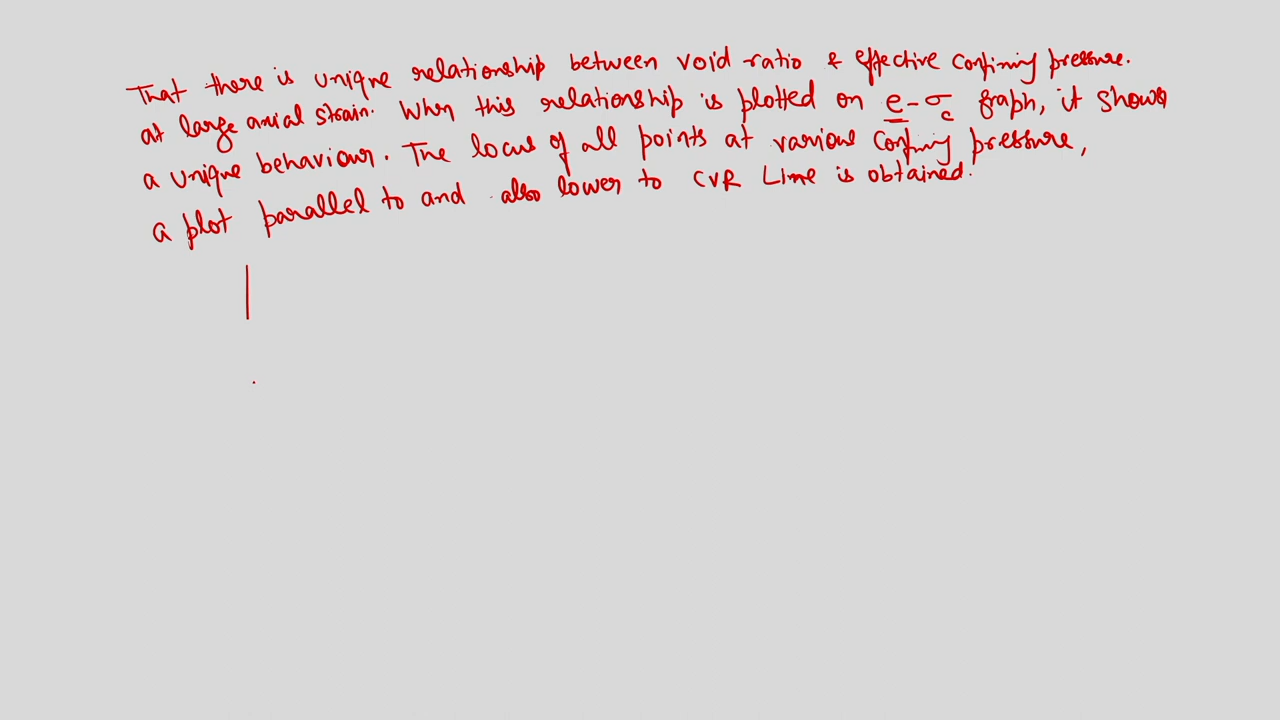 That there is unique relationship between void ratio & effective confining pressure.
at large axial strain. When this relationship is plotted on e-σc graph, it shows
a unique behaviour. The locus of all points at various confining pressure,
a plot parallel to and also lower to CVR Line is obtained.